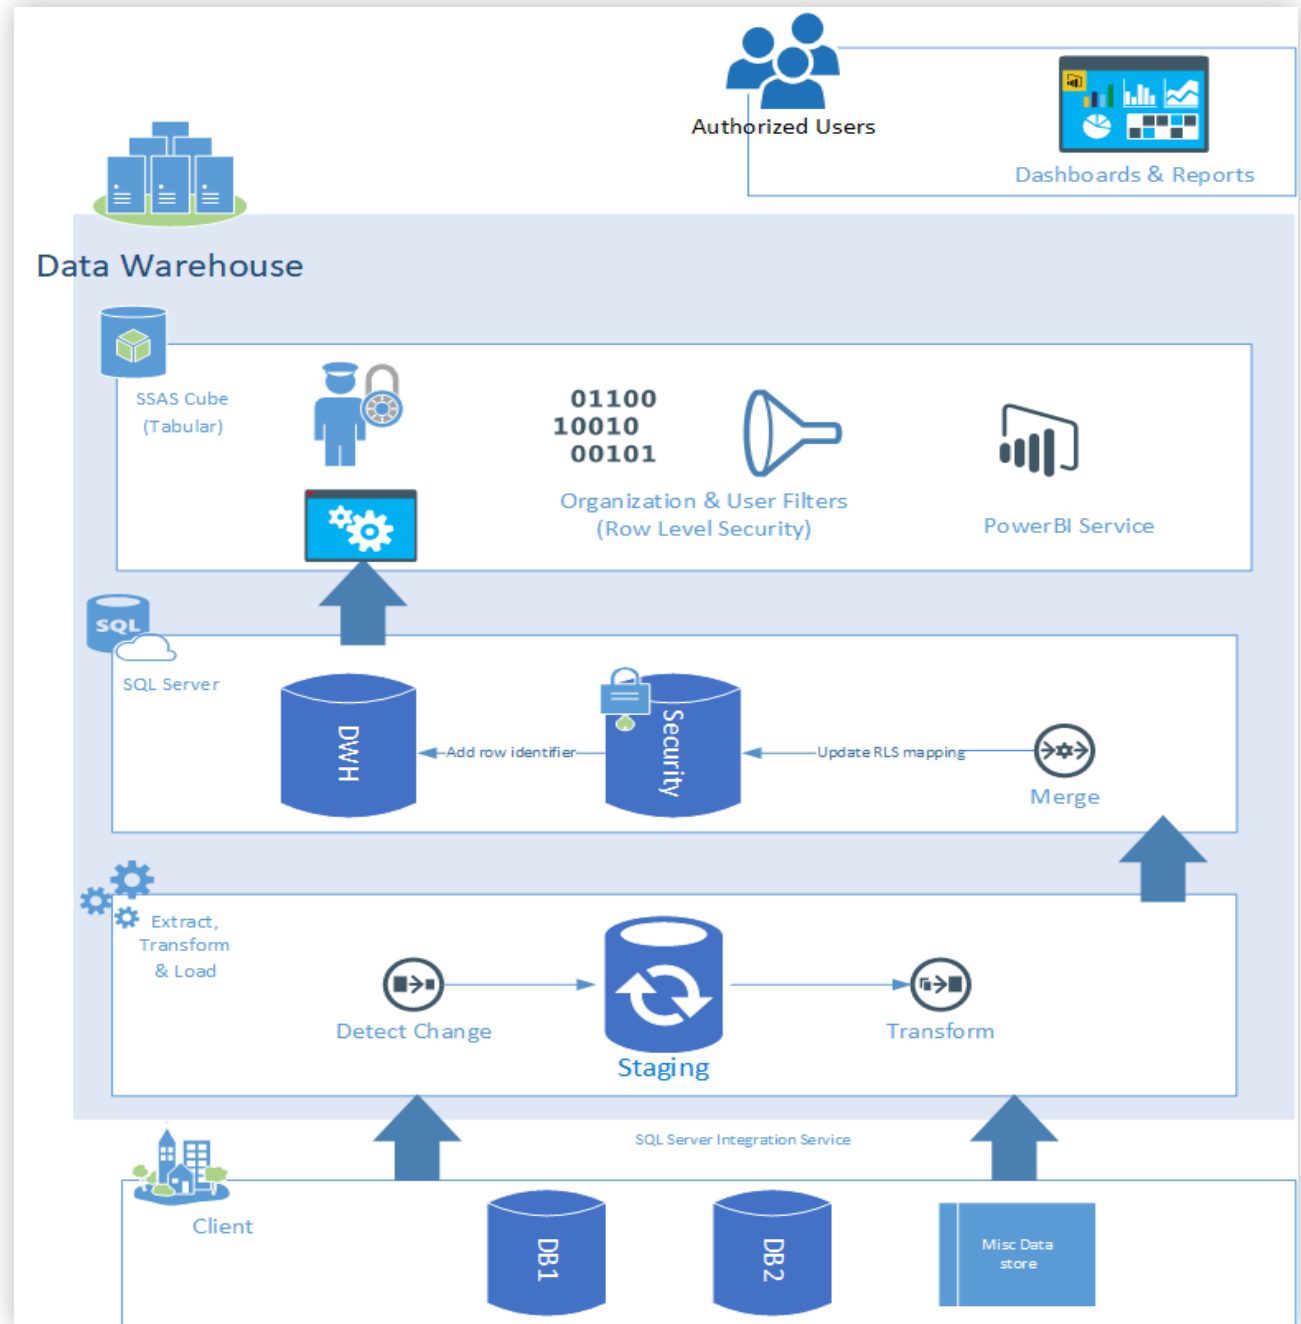 Authorized Users
Dashboards & Reports
Data Warehouse
SSAS Cube
(Tabular)
01100
10010
00101
Organization & User Filters
(Row Level Security)
PowerBI Service
SQL
SQL Server
DWH
Add row identifier
Security
Update RLS mapping
Merge
Extract,
Transform
& Load
Detect Change
Staging
Transform
SQL Server Integration Service
Client
DB1
DB2
Misc Data
store